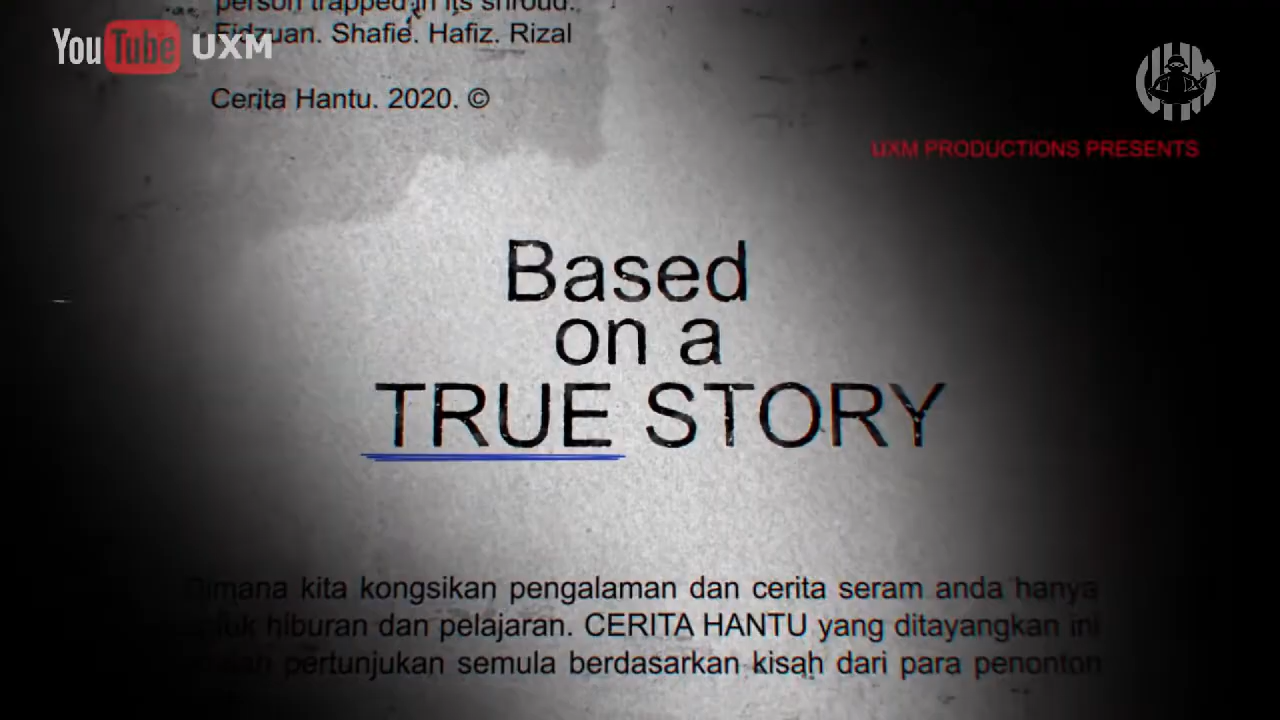 person trapped in its shroud.
YouTube UXM
Fidzuan. Shafie. Hafiz. Rizal
Cerita Hantu. 2020. ©
UXM PRODUCTIONS PRESENTS
Based
on a
TRUE STORY
Dimana kita kongsikan pengalaman dan cerita seram anda hanya
hiburan dan pelajaran. CERITA HANTU yang ditayangkan ini
pertunjukan semula berdasarkan kisah dari para penonton